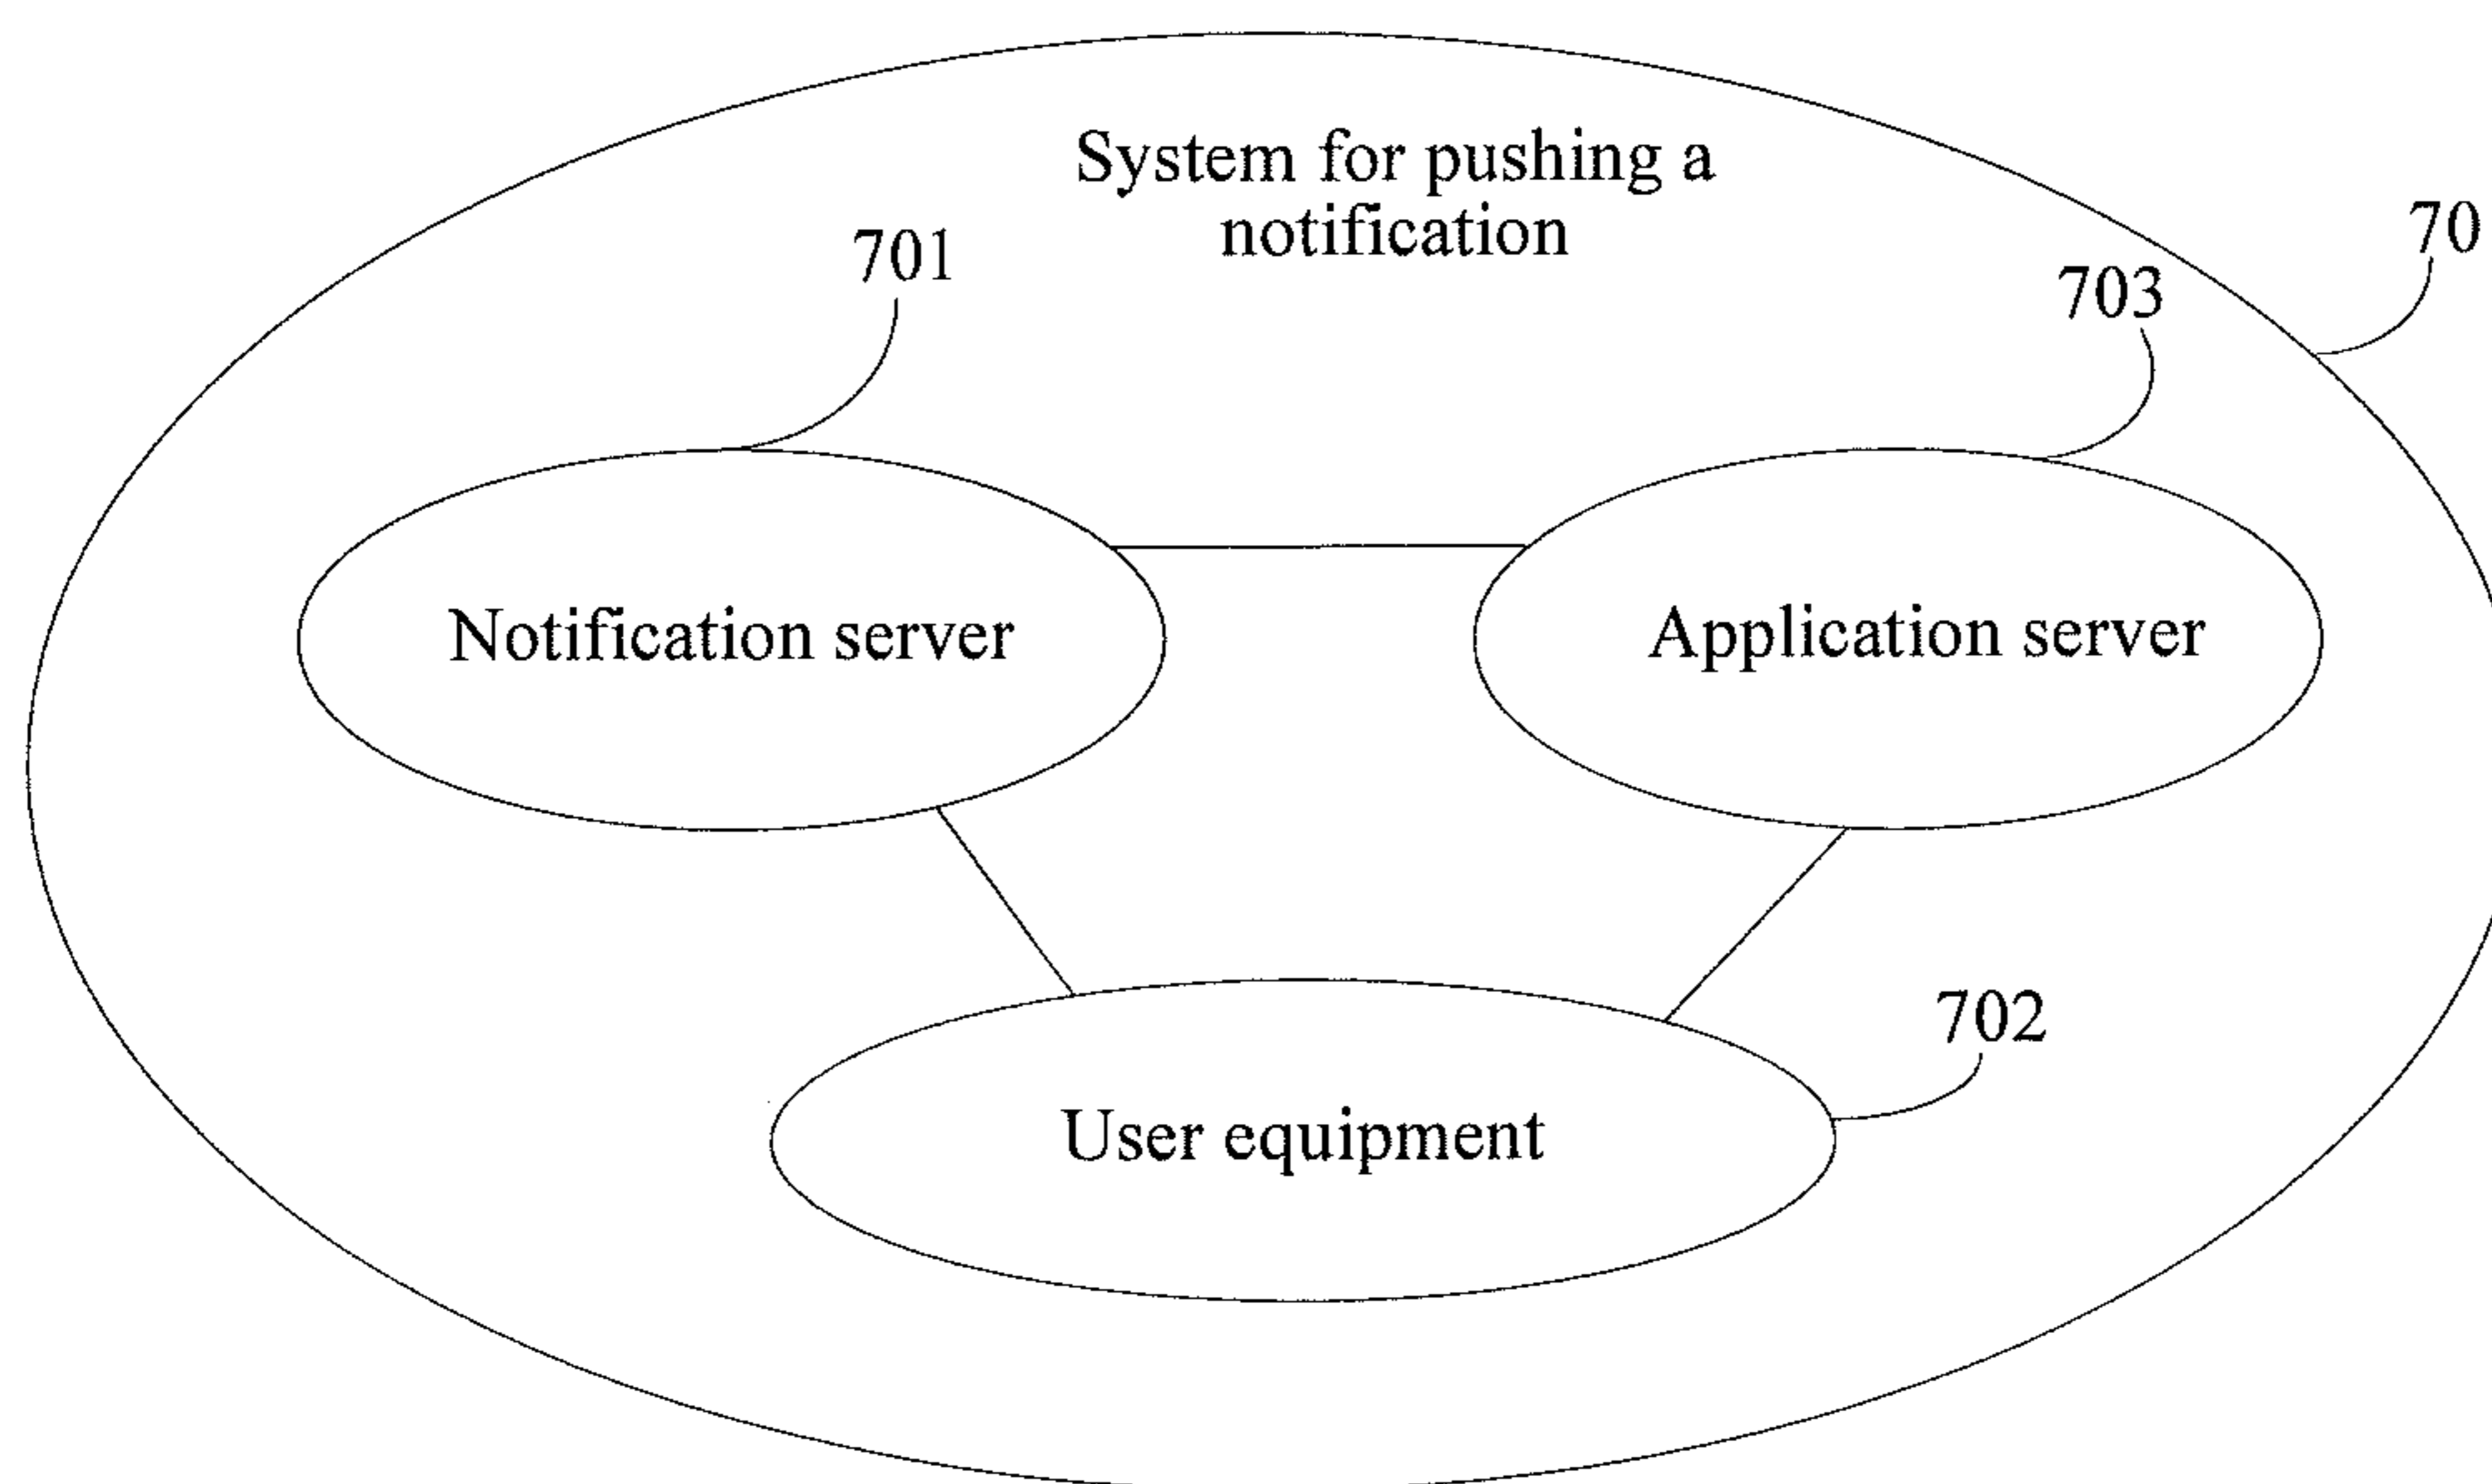 System for pushing a
notification
70
701
703
Notification server
Application server
702
User equipment